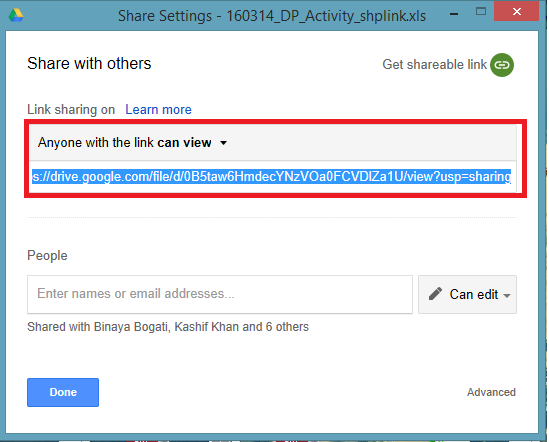 Share Settings - 160314_DP_Activity_shplink.xls
Share with others
Get shareable link
Link sharing on Learn more
Anyone with the link can view
s://drive.google.com/file/d/0B5taw6HmdecYNzVOa0FCVDlZa1U/view?usp=sharing
People
Enter names or email addresses...
Can edit
Shared with Binaya Bogati, Kashif Khan and 6 others
Done
Advanced